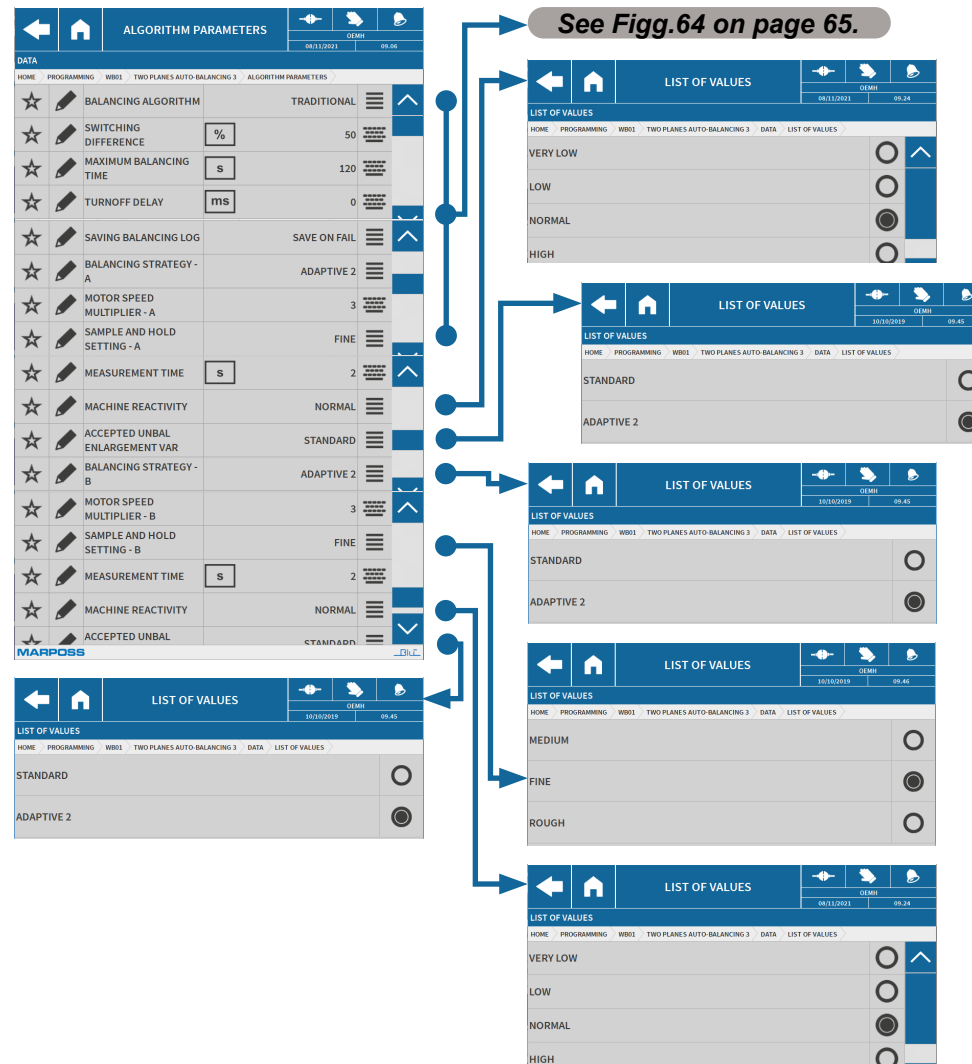 ALGORITHM PARAMETERS
OEMH
08/11/2021 09.06
DATA
HOME PROGRAMMING WB01 TWO PLANES AUTO-BALANCING 3 ALGORITHM PARAMETERS
BALANCING ALGORITHM TRADITIONAL
SWITCHING
DIFFERENCE % 50
MAXIMUM BALANCING
TIME s 120
TURNOFF DELAY ms 0
SAVING BALANCING LOG SAVE ON FAIL
BALANCING STRATEGY -
A ADAPTIVE 2
MOTOR SPEED
MULTIPLIER - A 3
SAMPLE AND HOLD
SETTING - A FINE
MEASUREMENT TIME s 2
MACHINE REACTIVITY NORMAL
ACCEPTED UNBAL
ENLARGEMENT VAR STANDARD
BALANCING STRATEGY -
B ADAPTIVE 2
MOTOR SPEED
MULTIPLIER - B 3
SAMPLE AND HOLD
SETTING - B FINE
MEASUREMENT TIME s 2
MACHINE REACTIVITY NORMAL
ACCEPTED UNBAL
STANDARD
MARPOSS
LIST OF VALUES
OEMH
10/10/2019 09.45
LIST OF VALUES
HOME PROGRAMMING WB01 TWO PLANES AUTO-BALANCING 3 DATA LIST OF VALUES
STANDARD
ADAPTIVE 2
See Figg.64 on page 65.
LIST OF VALUES
OEMH
08/11/2021 09.24
LIST OF VALUES
HOME PROGRAMMING WB01 TWO PLANES AUTO-BALANCING 3 DATA LIST OF VALUES
VERY LOW
LOW
NORMAL
HIGH
LIST OF VALUES
OEMH
10/10/2019 09.45
LIST OF VALUES
HOME PROGRAMMING WB01 TWO PLANES AUTO-BALANCING 3 DATA LIST OF VALUES
STANDARD
ADAPTIVE 2
LIST OF VALUES
OEMH
10/10/2019 09.45
LIST OF VALUES
HOME PROGRAMMING WB01 TWO PLANES AUTO-BALANCING 3 DATA LIST OF VALUES
STANDARD
ADAPTIVE 2
LIST OF VALUES
OEMH
10/10/2019 09.46
LIST OF VALUES
HOME PROGRAMMING WB01 TWO PLANES AUTO-BALANCING 3 DATA LIST OF VALUES
MEDIUM
FINE
ROUGH
LIST OF VALUES
OEMH
08/11/2021 09.24
LIST OF VALUES
HOME PROGRAMMING WB01 TWO PLANES AUTO-BALANCING 3 DATA LIST OF VALUES
VERY LOW
LOW
NORMAL
HIGH